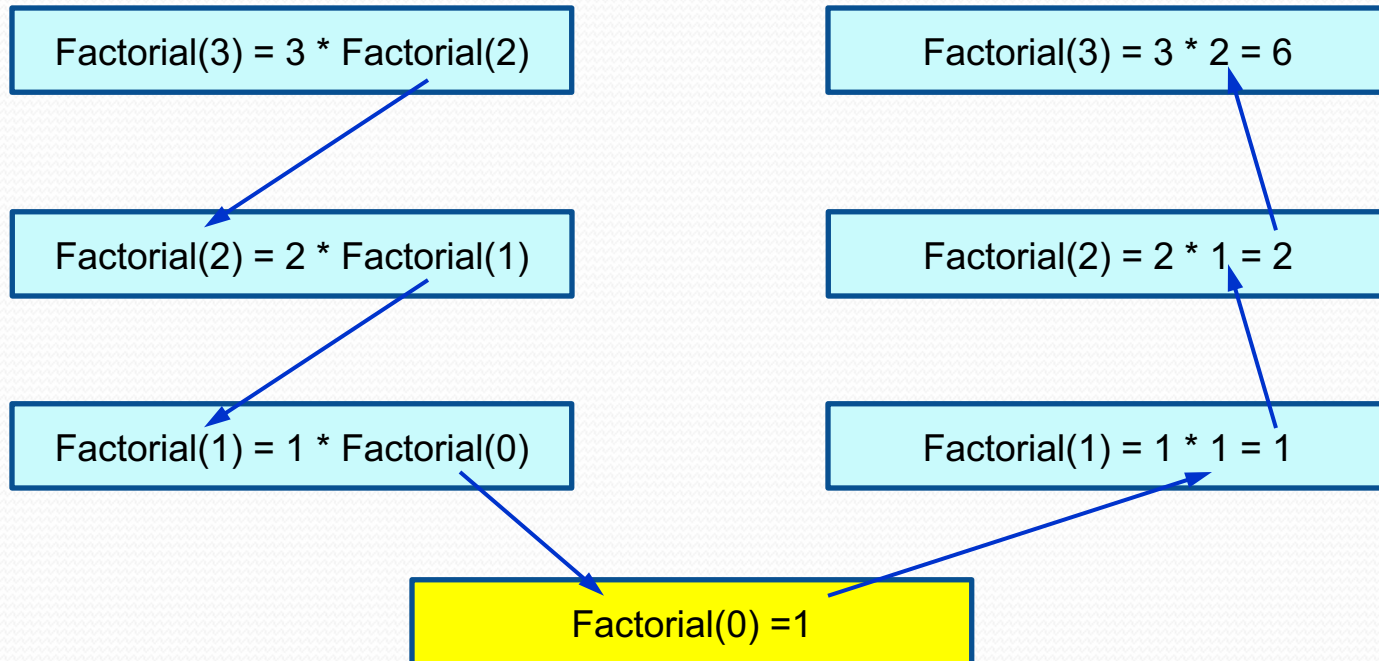 Factorial(3) = 3 * Factorial(2)
Factorial(3) = 3 * 2 = 6
Factorial(2) = 2 * Factorial(1)
Factorial(2) = 2 * 1 = 2
Factorial(1) = 1 * Factorial(0)
Factorial(1) = 1 * 1 = 1
Factorial(0) =1